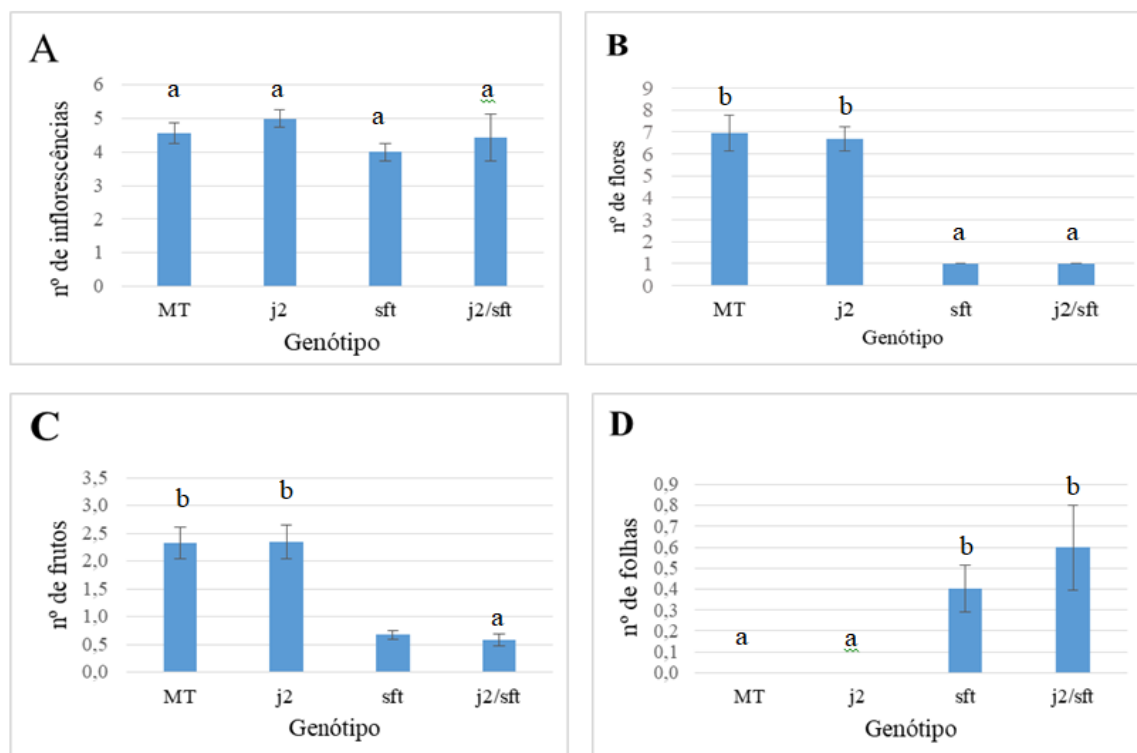 A
nº de inflorescências
6
5
4
3
2
1
0
a a a a
MT j2 sft j2/sft
Genótipo
B
nº de flores
9
8
7
6
5
4
3
2
1
0
b b a a
MT j2 sft j2/sft
Genótipo
C
nº de frutos
3,5
3,0
2,5
2,0
1,5
1,0
0,5
0,0
b b a
MT j2 sft j2/sft
Genótipo
D
nº de folhas
0,9
0,8
0,7
0,6
0,5
0,4
0,3
0,2
0,1
0,0
a a b b
MT j2 sft j2/sft
Genótipo